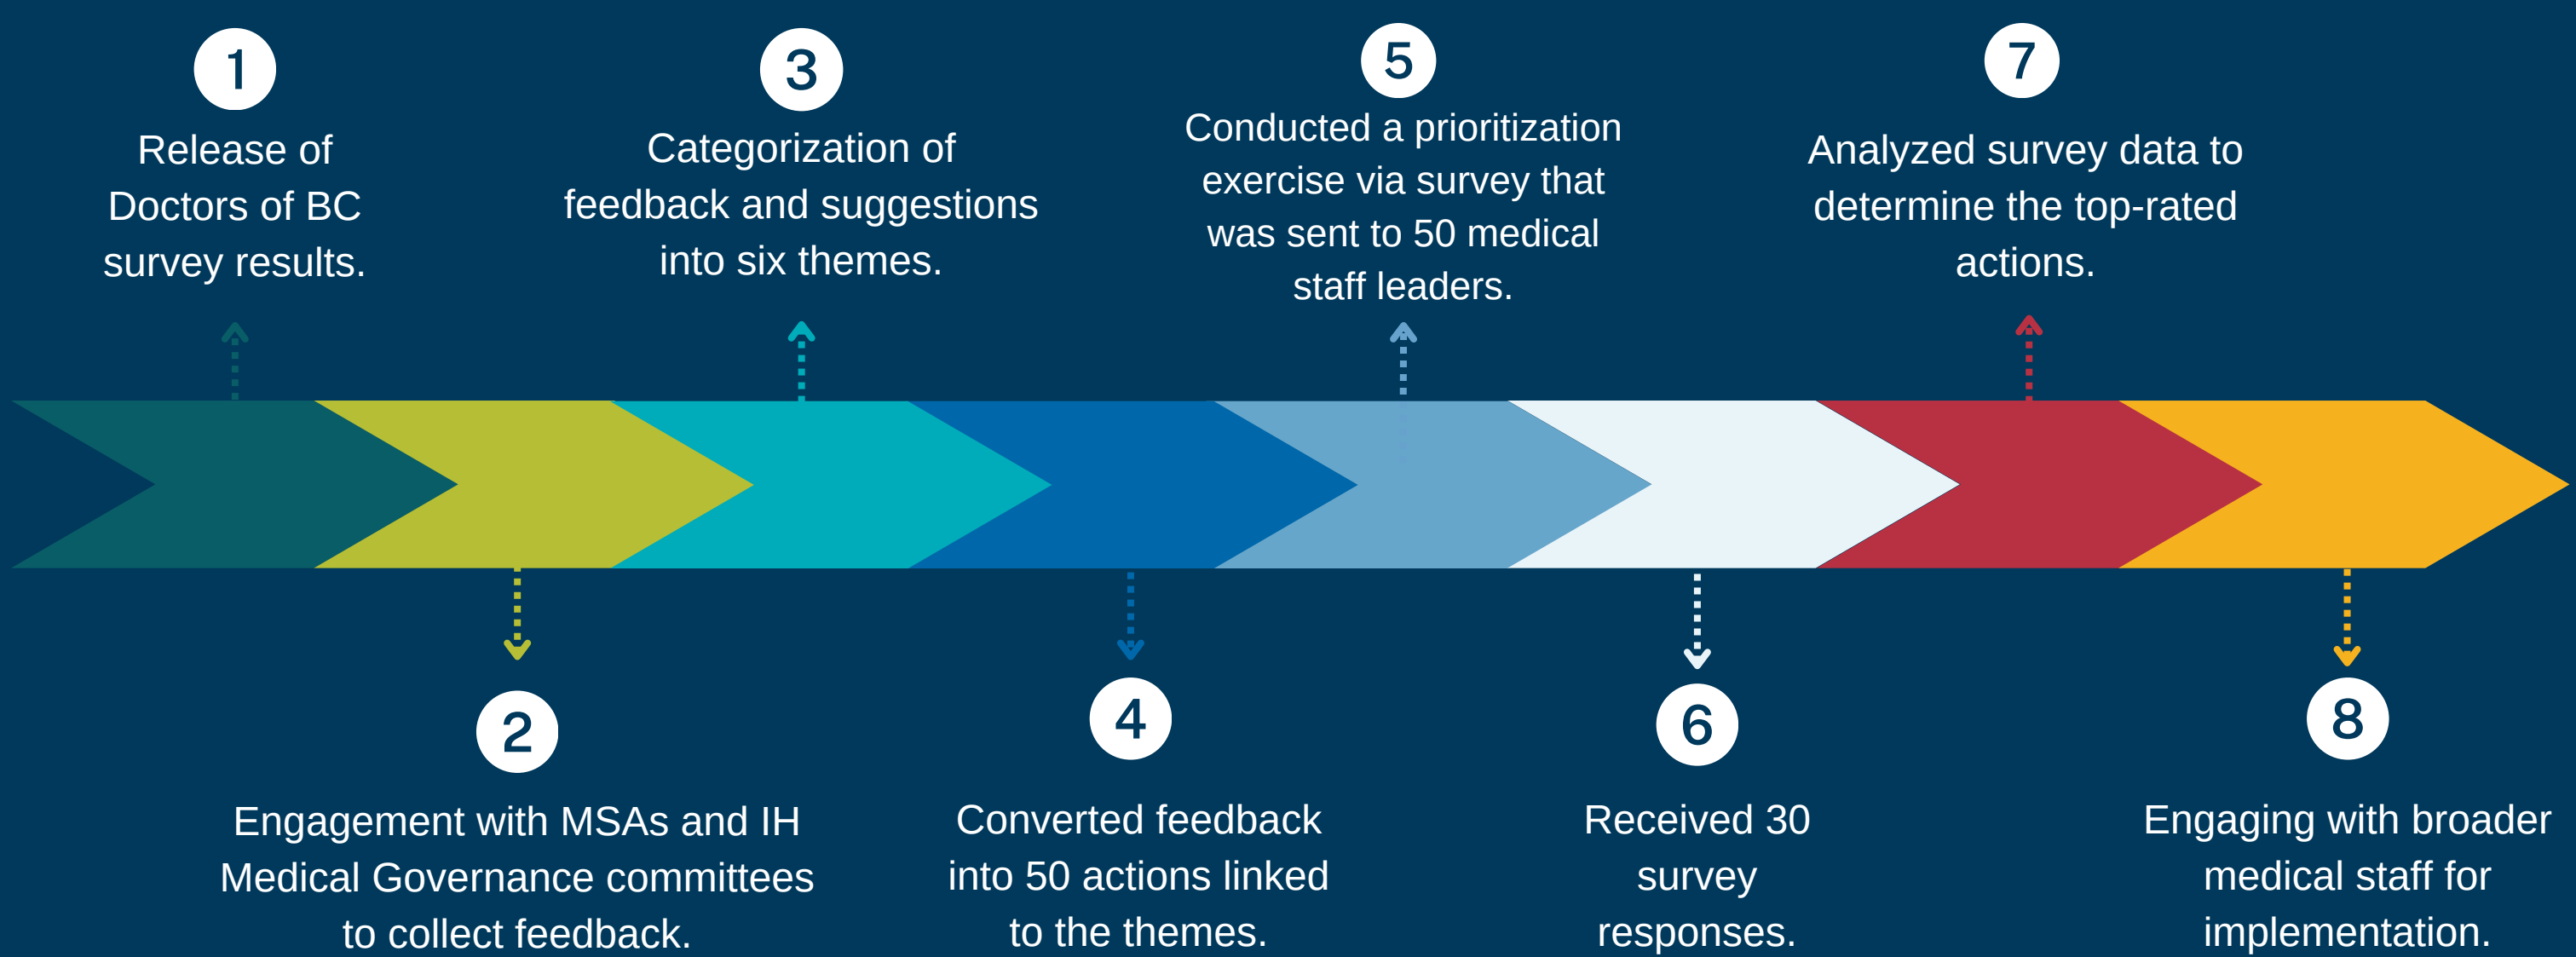 1
Release of
Doctors of BC
survey results.
2
Engagement with MSAs and IH
Medical Governance committees
to collect feedback.
3
Categorization of
feedback and suggestions
into six themes.
4
Converted feedback
into 50 actions linked
to the themes.
5
Conducted a prioritization
exercise via survey that
was sent to 50 medical
staff leaders.
6
Received 30
survey
responses.
7
Analyzed survey data to
determine the top-rated
actions.
8
Engaging with broader
medical staff for
implementation.